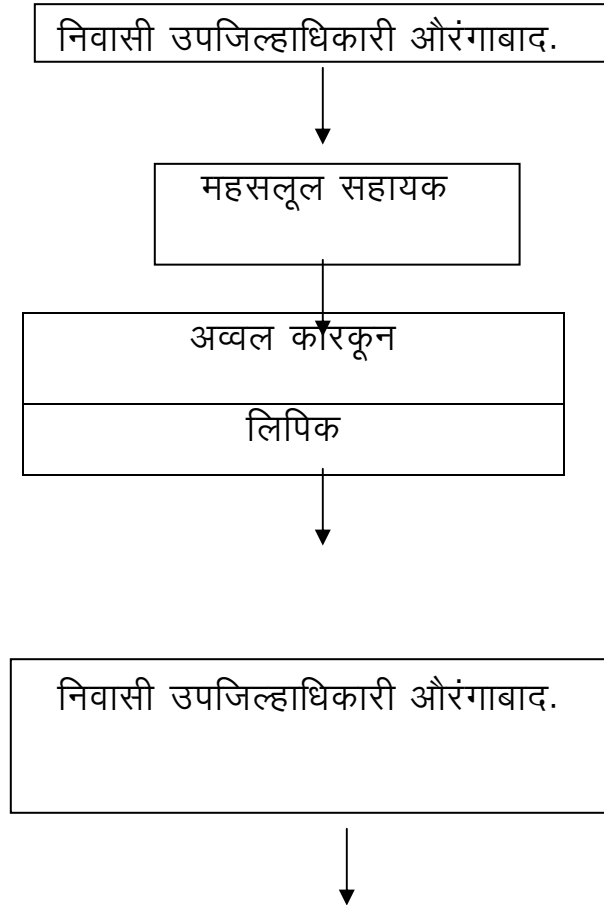 निवासी उपजिल्हाधिकारी औरंगाबाद.
महसलूल सहायक
अव्वल कारकून
लिपिक
निवासी उपजिल्हाधिकारी औरंगाबाद.